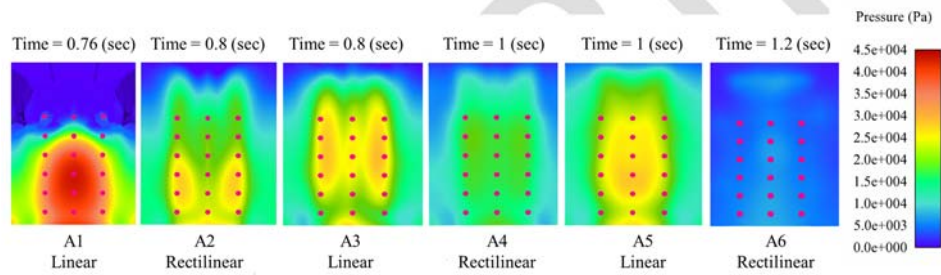 Pressure (Pa)
Time = 0.76 (sec) Time = 0.8 (sec) Time = 0.8 (sec) Time = 1 (sec) Time = 1 (sec) Time = 1.2 (sec)
4.5e+004
4.0e+004
3.5e+004
3.0e+004
2.5e+004
2.0e+004
1.5e+004
1.0e+004
5.0e+003
0.0e+000
A1 A2 A3 A4 A5 A6
Linear Rectilinear Linear Rectilinear Linear Rectilinear